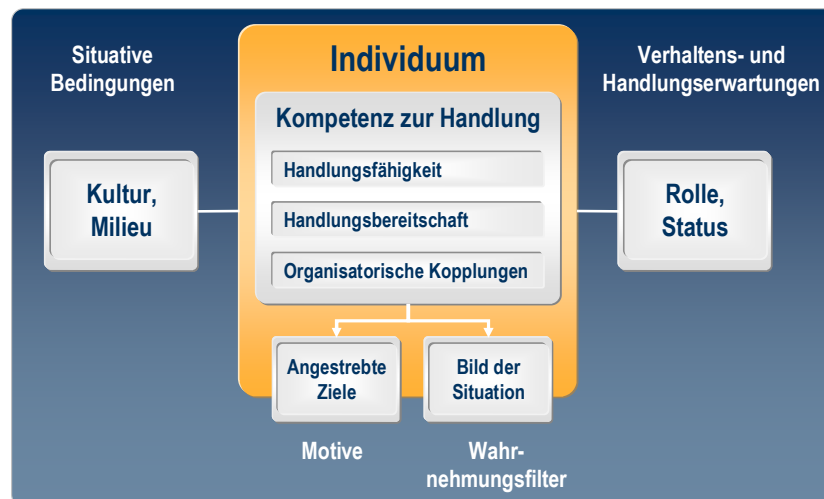 Situative
Bedingungen
Kultur,
Milieu
Individuum
Kompetenz zur Handlung
Handlungsfähigkeit
Handlungsbereitschaft
Organisatorische Kopplungen
Angestrebte
Ziele
Bild der
Situation
Motive
Wahr-
nehmungsfilter
Verhaltens- und
Handlungserwartungen
Rolle,
Status